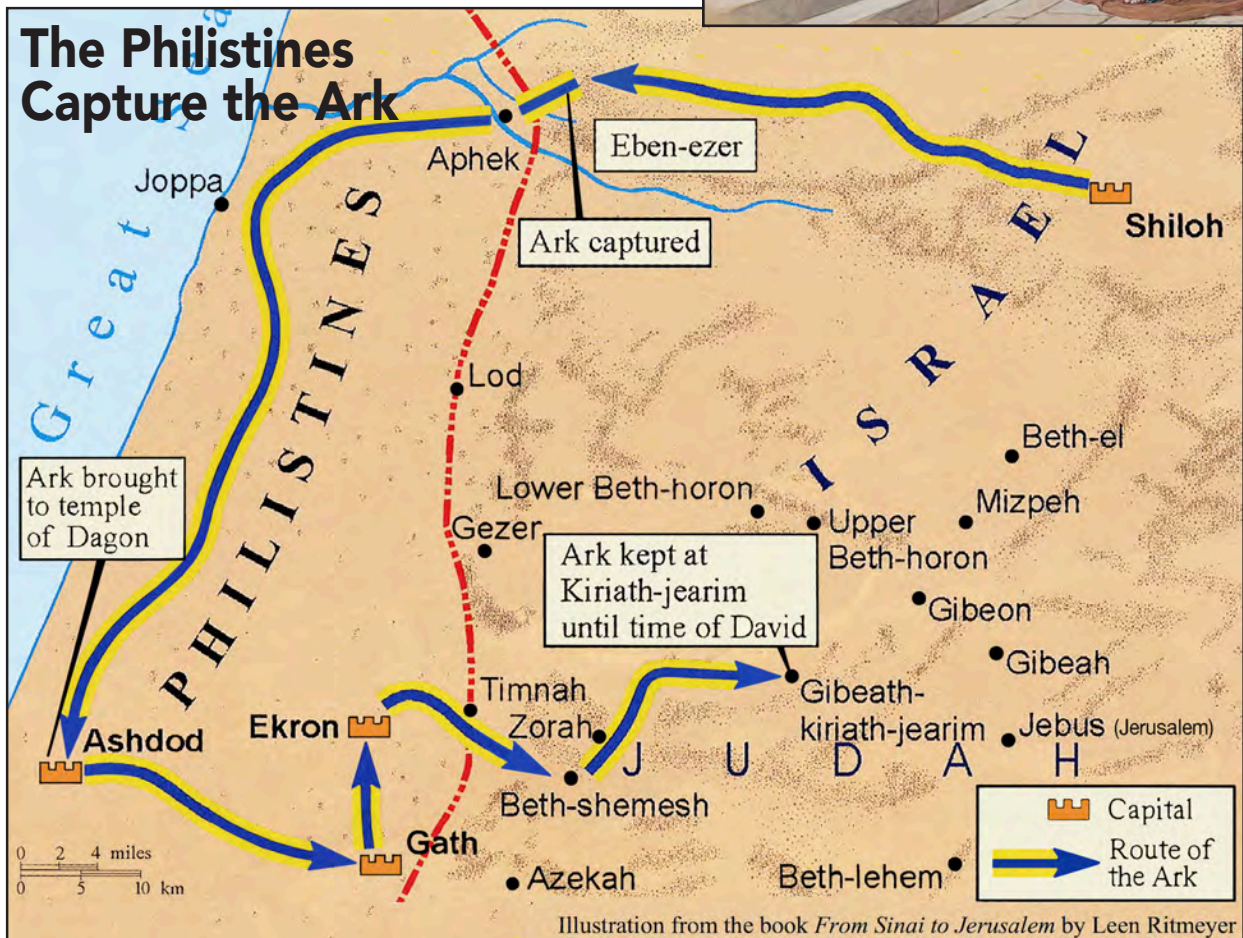 The Philistines
Capture the Ark
Great Sea
Joppa
Aphek
Eben-ezer
Ark captured
Shiloh
ISRAEL
PHILISTINES
Lod
Beth-el
Ark brought
to temple
of Dagon
Lower Beth-horon
Mizpeh
Upper
Beth-horon
Gezer
Ark kept at
Kiriath-jearim
until time of David
Gibeon
Gibeah
Timnah
Zorah
Gibeath-
kiriath-jearim
Jebus (Jerusalem)
Ekron
Ashdod
JUDAH
Beth-shemesh
Gath
Azekah
Beth-lehem
Capital
Route of
the Ark
0 2 4 miles
0 5 10 km
Illustration from the book From Sinai to Jerusalem by Leen Ritmeyer